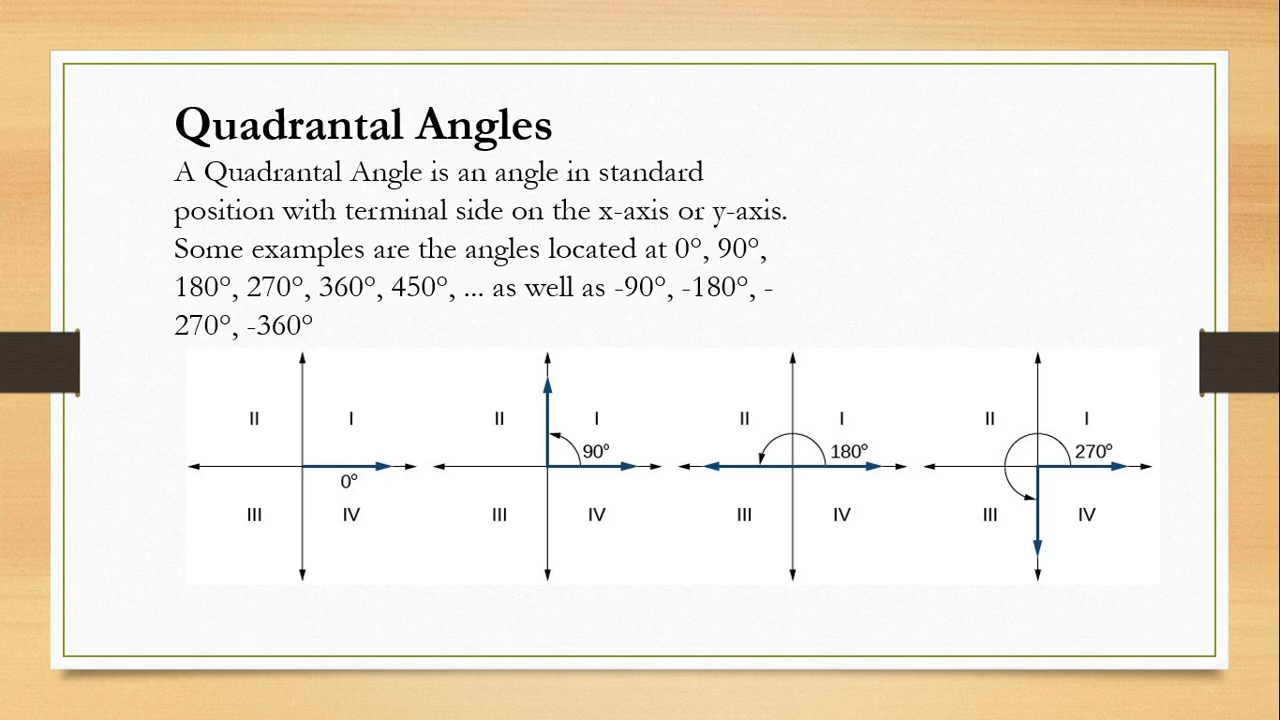 Quadrantal Angles
A Quadrantal Angle is an angle in standard
position with terminal side on the x-axis or y-axis.
Some examples are the angles located at 0°, 90°,
180°, 270°, 360°, 450°, ... as well as -90°, -180°, -
270°, -360°
II I
0°
III IV
II I
90°
III IV
II I
180°
III IV
II I
270°
III IV